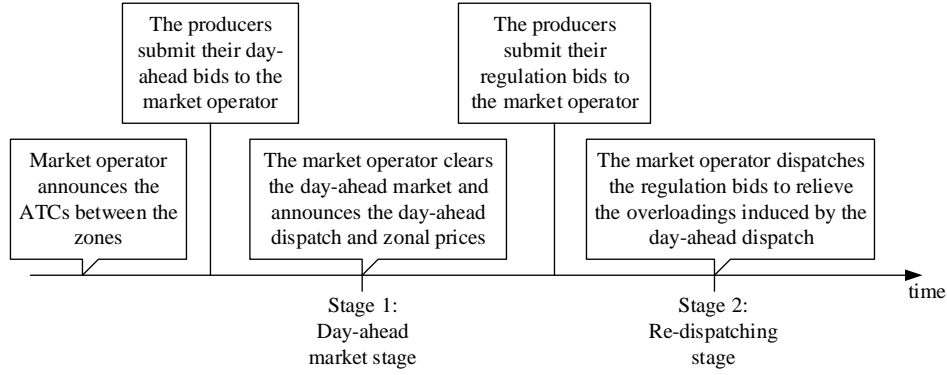 The producers
submit their day-
ahead bids to the
market operator
The producers
submit their
regulation bids to
the market operator
Market operator
announces the
ATCs between the
zones
The market operator clears
the day-ahead market and
announces the day-ahead
dispatch and zonal prices
The market operator dispatches
the regulation bids to relieve
the overloadings induced by the
day-ahead dispatch
time
Stage 1:
Day-ahead
market stage
Stage 2:
Re-dispatching
stage